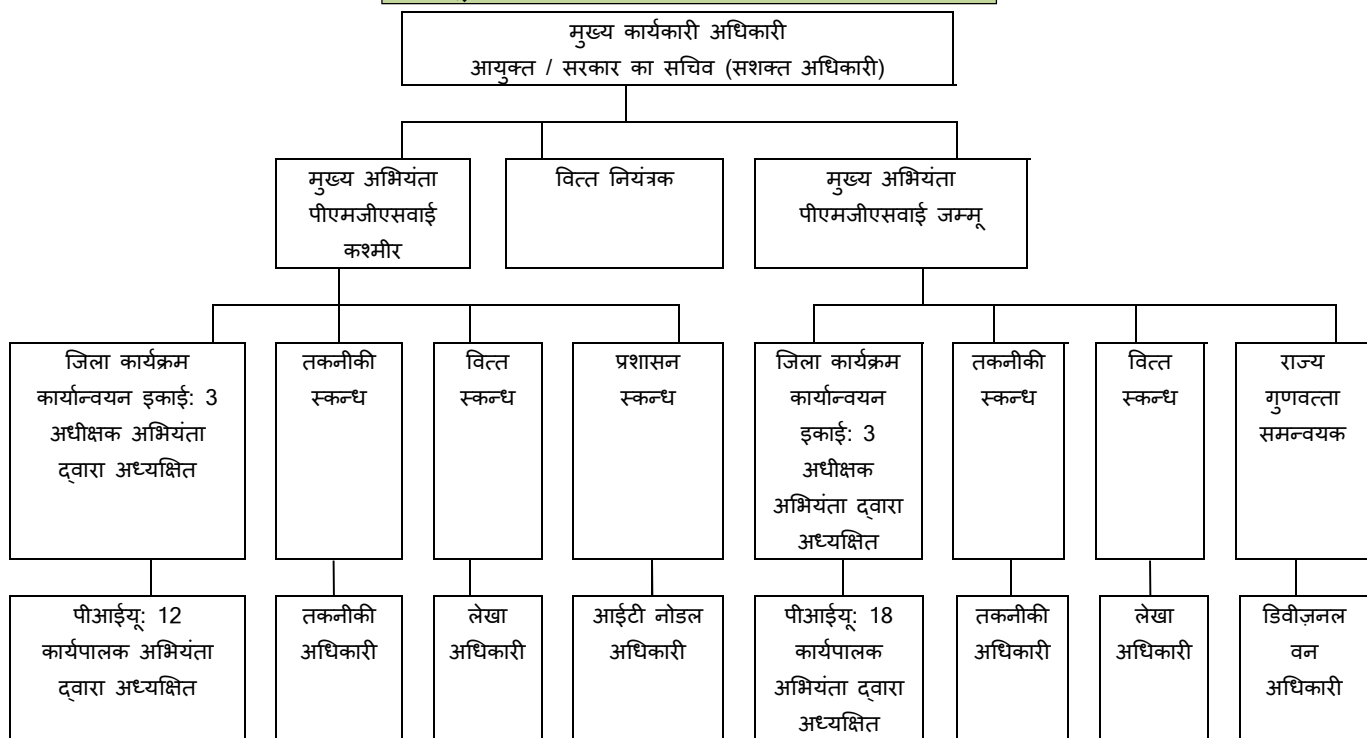 मुख्य कार्यकारी अधिकारी
आयुक्त / सरकार का सचिव (सशक्त अधिकारी)
मुख्य अभियंता
पीएमजीएसवाई
कश्मीर
वित्त नियंत्रक
मुख्य अभियंता
पीएमजीएसवाई जम्मू
जिला कार्यक्रम
कार्यान्वयन इकाई: 3
अधीक्षक अभियंता
द्वारा अध्यक्षित
तकनीकी
स्कन्ध
वित्त
स्कन्ध
प्रशासन
स्कन्ध
जिला कार्यक्रम
कार्यान्वयन
इकाई: 3
अधीक्षक
अभियंता द्वारा
अध्यक्षित
तकनीकी
स्कन्ध
वित्त
स्कन्ध
राज्य
गुणवत्ता
समन्वयक
पीआईयू: 12
कार्यपालक अभियंता
द्वारा अध्यक्षित
तकनीकी
अधिकारी
लेखा
अधिकारी
आईटी नोडल
अधिकारी
पीआईयू: 18
कार्यपालक
अभियंता द्वारा
अध्यक्षित
तकनीकी
अधिकारी
लेखा
अधिकारी
डिवीज़नल
वन
अधिकारी